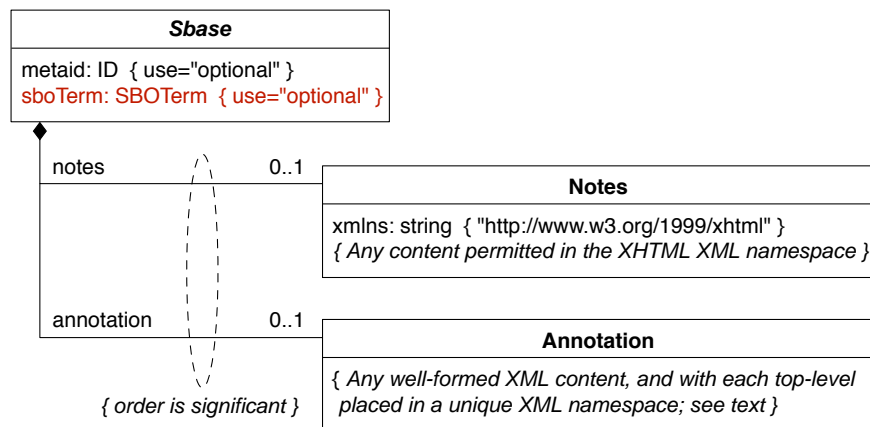 Sbase
metaid: ID { use="optional" }
sboTerm: SBOTerm { use="optional" }
notes
0..1
Notes
xmlns: string { "http://www.w3.org/1999/xhtml" }
{ Any content permitted in the XHTML XML namespace }
annotation
0..1
Annotation
{ Any well-formed XML content, and with each top-level
placed in a unique XML namespace; see text }
{ order is significant }